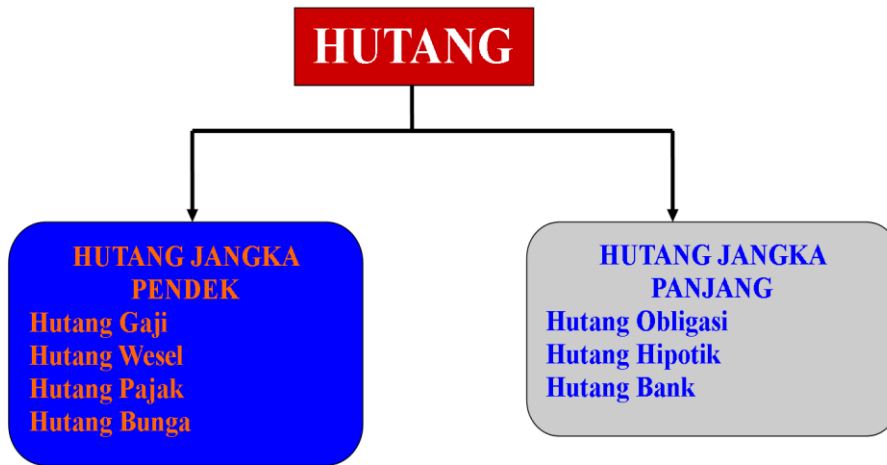 HUTANG
HUTANG JANGKA
PENDEK
Hutang Gaji
Hutang Wesel
Hutang Pajak
Hutang Bunga
HUTANG JANGKA
PANJANG
Hutang Obligasi
Hutang Hipotik
Hutang Bank